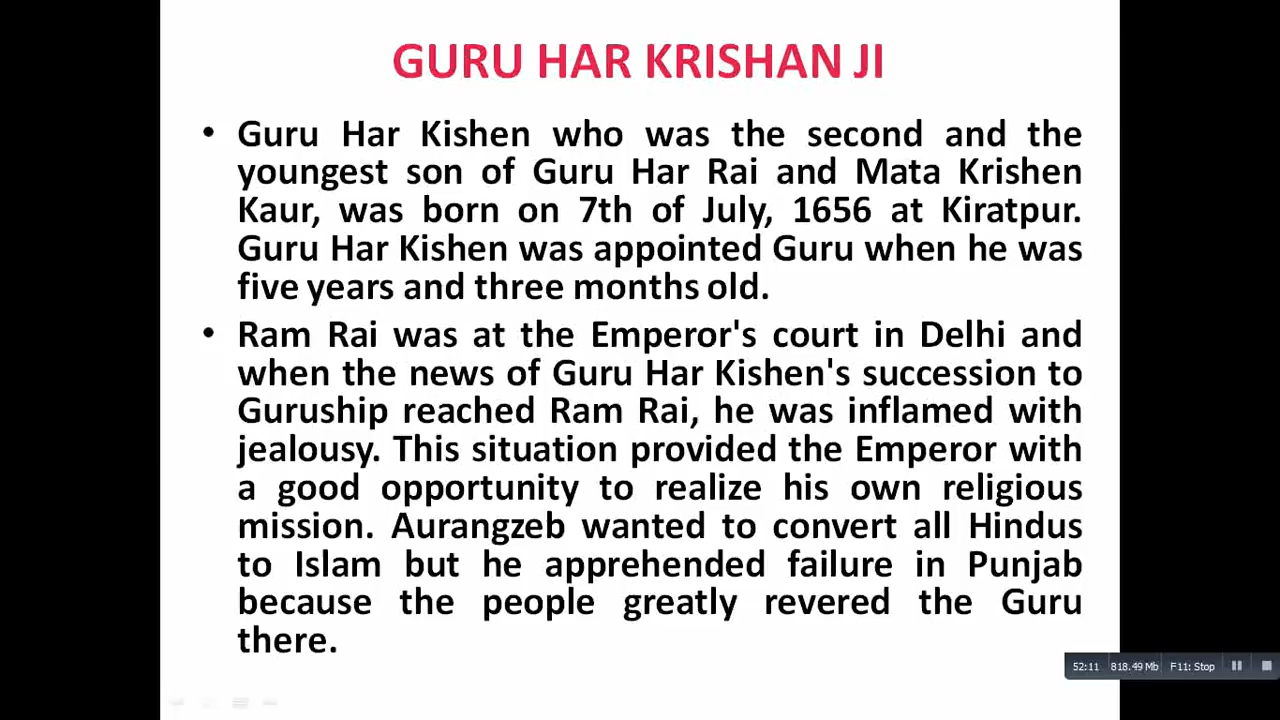 GURU HAR KRISHAN JI
• Guru Har Kishen who was the second and the
youngest son of Guru Har Rai and Mata Krishen
Kaur, was born on 7th of July, 1656 at Kiratpur.
Guru Har Kishen was appointed Guru when he was
five years and three months old.
• Ram Rai was at the Emperor's court in Delhi and
when the news of Guru Har Kishen's succession to
Guruship reached Ram Rai, he was inflamed with
jealousy. This situation provided the Emperor with
a good opportunity to realize his own religious
mission. Aurangzeb wanted to convert all Hindus
to Islam but he apprehended failure in Punjab
because the people greatly revered the Guru
there.
52:11 818.49 Mb F11: Stop